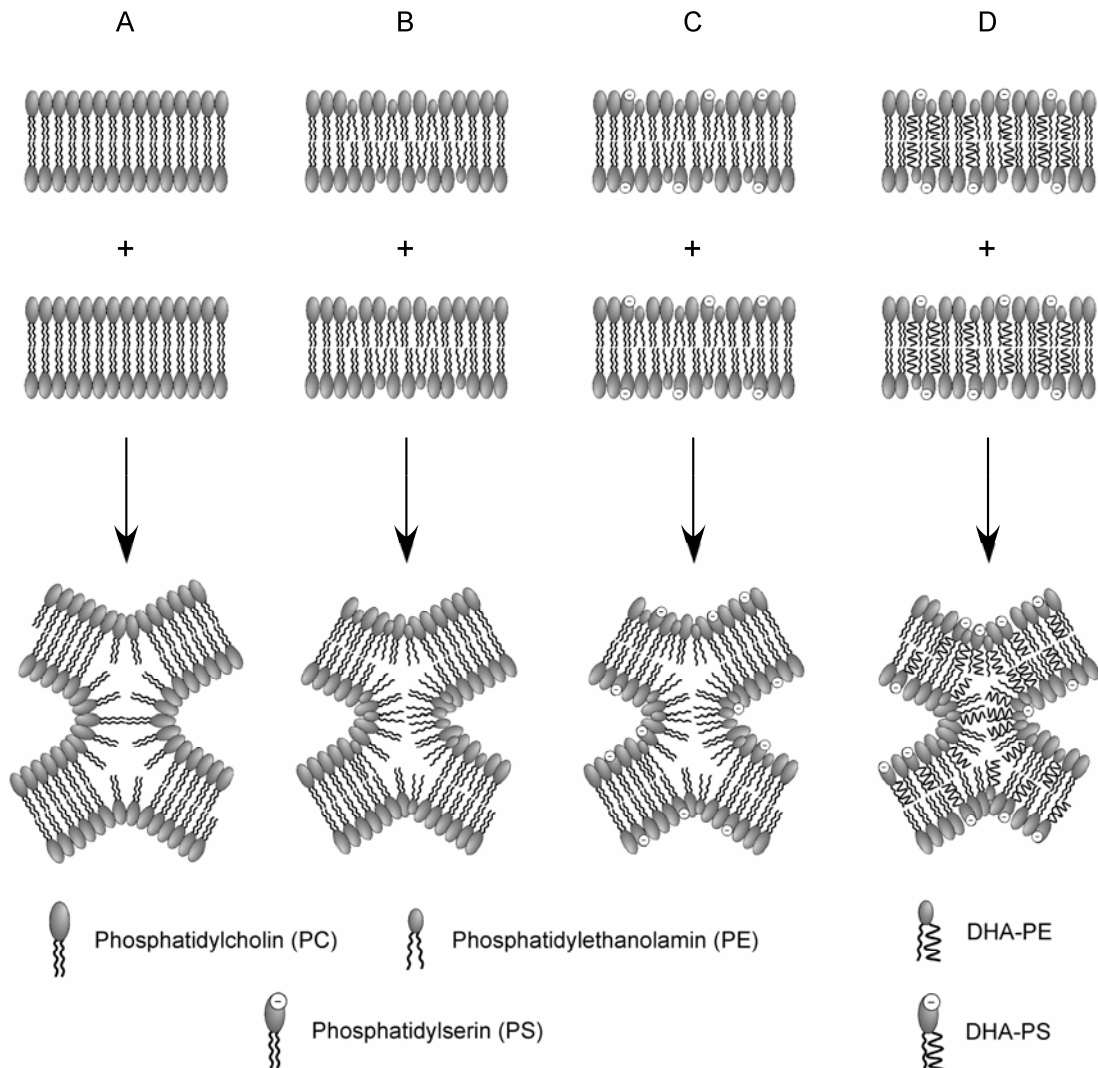 A B C D
+ + + +
+ + + +
Phosphatidylcholin (PC) Phosphatidylethanolamin (PE) DHA-PE
Phosphatidylserin (PS) DHA-PS